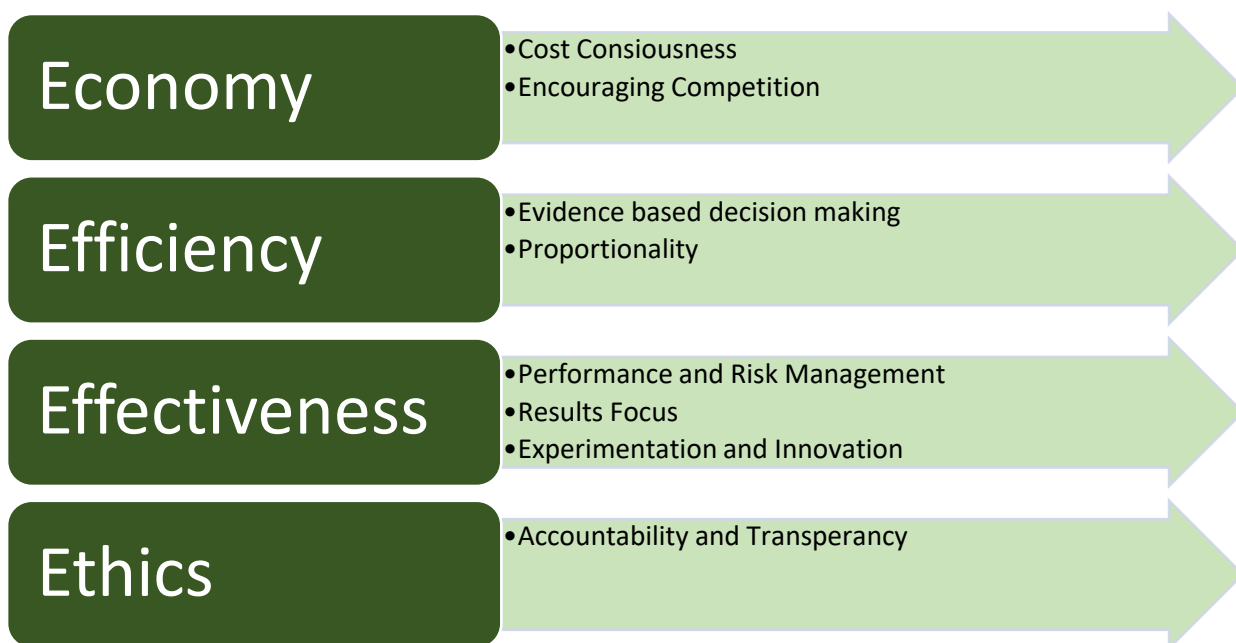 Economy
•Cost Consiousness
•Encouraging Competition
Efficiency
•Evidence based decision making
•Proportionality
Effectiveness
•Performance and Risk Management
•Results Focus
•Experimentation and Innovation
Ethics
•Accountability and Transperancy